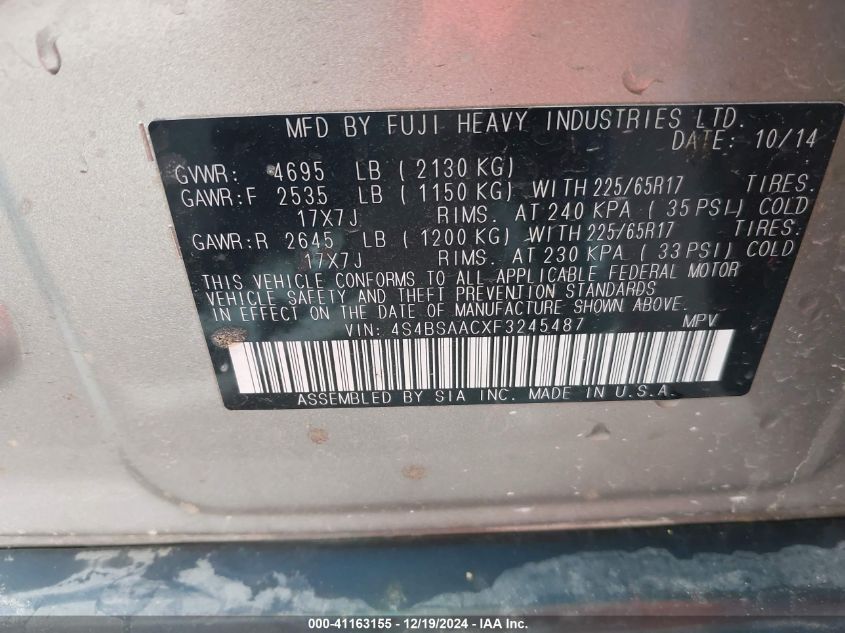 MFD BY FUJI HEAVY INDUSTRIES LTD.
DATE: 10/14
GVWR: 4695 LB ( 2130 KG)
GAWR:F 2535 LB ( 1150 KG) WITH 225/65R17 TIRES.
17X7J RIMS. AT 240 KPA ( 35 PSI) COLD
GAWR:R 2645 LB ( 1200 KG) WITH 225/65R17 TIRES.
17X7J RIMS. AT 230 KPA ( 33 PSI) COLD
THIS VEHICLE CONFORMS TO ALL APPLICABLE FEDERAL MOTOR
VEHICLE SAFETY AND THEFT PREVENTION STANDARDS
IN EFFECT ON THE DATE OF MANUFACTURE SHOWN ABOVE.
VIN: 4S4BSAACXF3245487 MPV
ASSEMBLED BY SIA INC. MADE IN U.S.A.
000-41163155 - 12/19/2024 - © IAA Holdings, LLC.